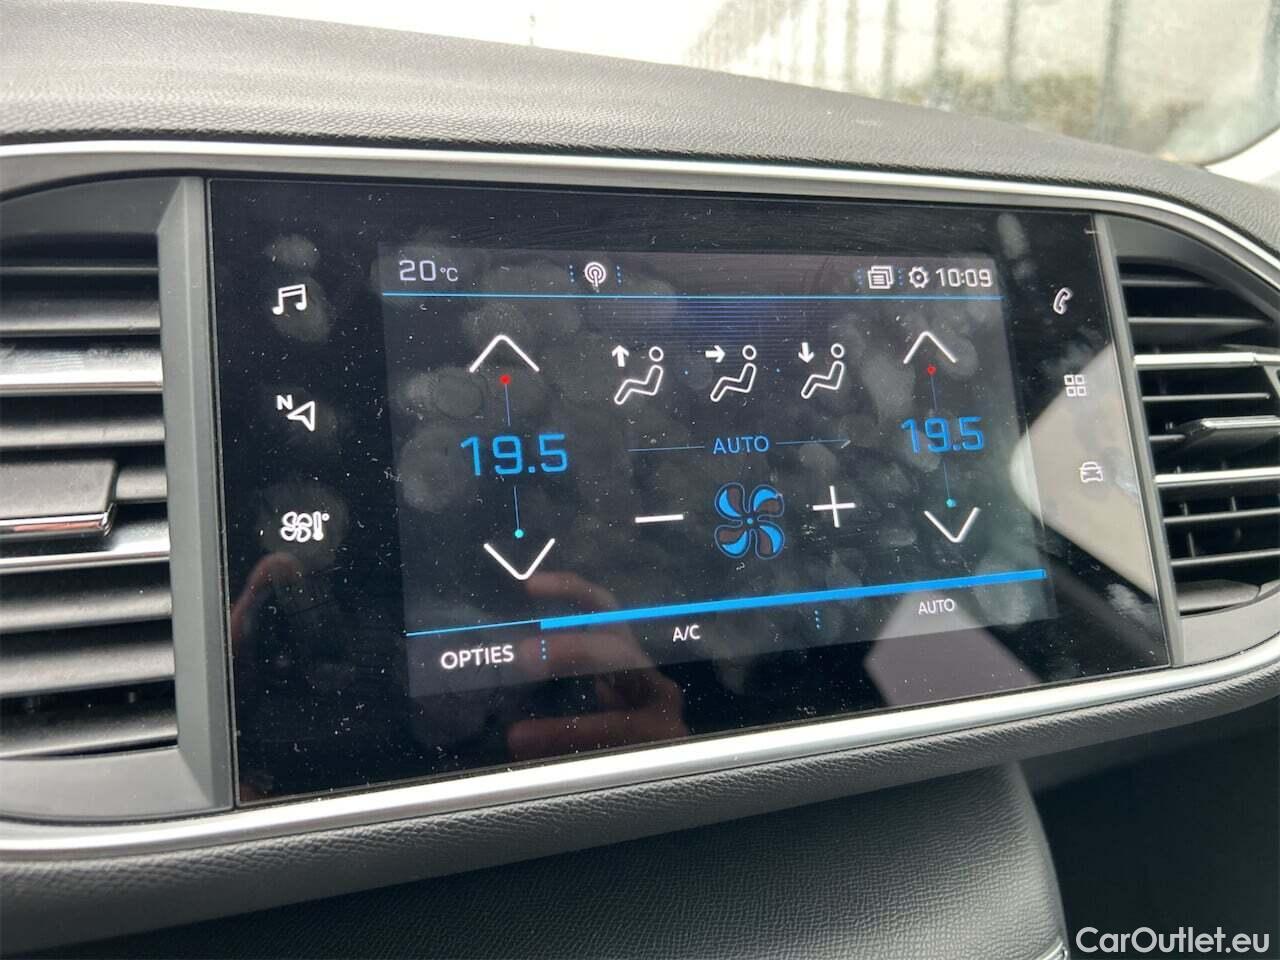 20 °C
10:09
N
19.5
AUTO
19.5
OPTIES
A/C
AUTO
CarOutlet.eu